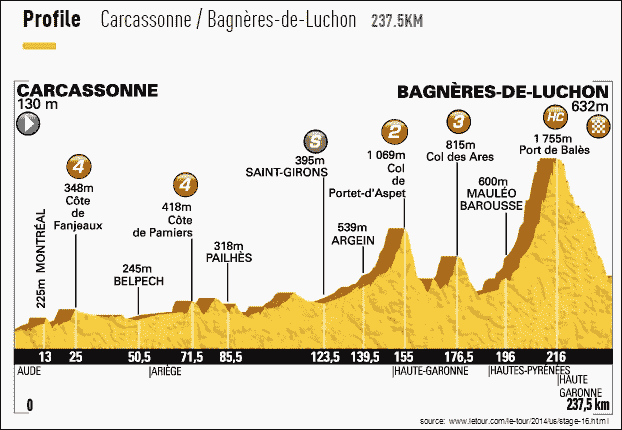 Profile Carcassonne / Bagnères-de-Luchon 237.5KM
CARCASSONNE
130 m
BAGNÈRES-DE-LUCHON
632m
4
348m
Côte
de
Fanjeaux
225m MONTRÉAL
245m
BELPECH
4
418m
Côte
de Pamiers
318m
PAILHÈS
S
395m
SAINT-GIRONS
539m
ARGEIN
2
1 069m
Col
de
Portet-d'Aspet
3
815m
Col des Ares
600m
MAULÉO
BAROUSSE
HC
1 755m
Port de Balès
13 25 50,5 71,5 85,5 123,5 139,5 155 176,5 196 216
AUDE ARIÈGE HAUTE-GARONNE HAUTES-PYRÉNÉES HAUTE
GARONNE
0 237,5 km
source: www.letour.com/le-tour/2014/us/stage-16.html